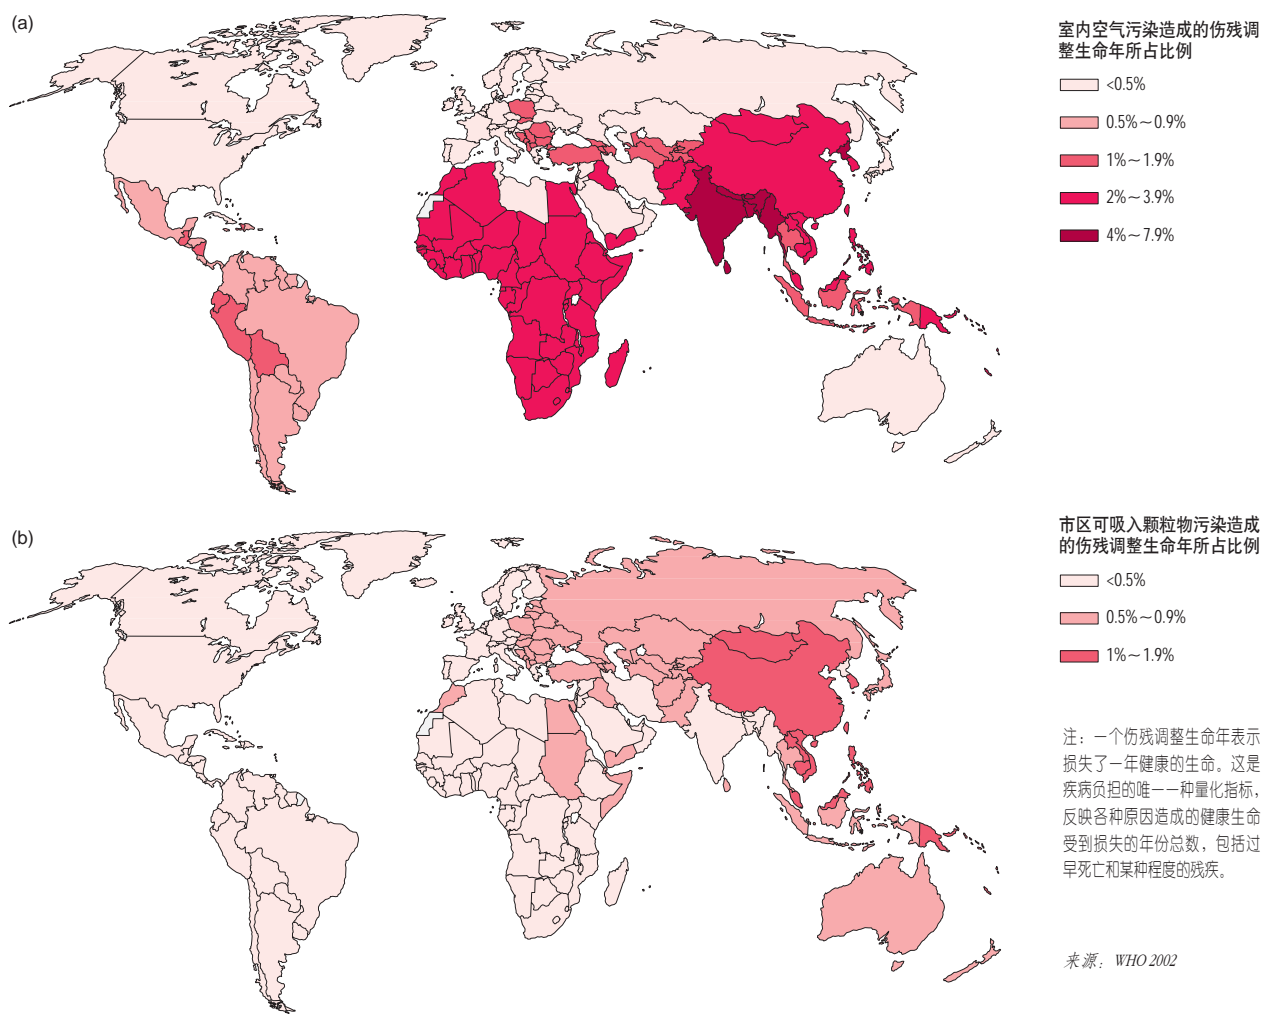 (a)
室内空气污染造成的伤残调
整生命年所占比例
<0.5%
0.5%～0.9%
1%～1.9%
2%～3.9%
4%～7.9%
(b)
市区可吸入颗粒物污染造成
的伤残调整生命年所占比例
<0.5%
0.5%～0.9%
1%～1.9%
注：一个伤残调整生命年表示
损失了一年健康的生命。这是
疾病负担的唯一一种量化指标，
反映各种原因造成的健康生命
受到损失的年份总数，包括过
早死亡和某种程度的残疾。
来源：WHO 2002